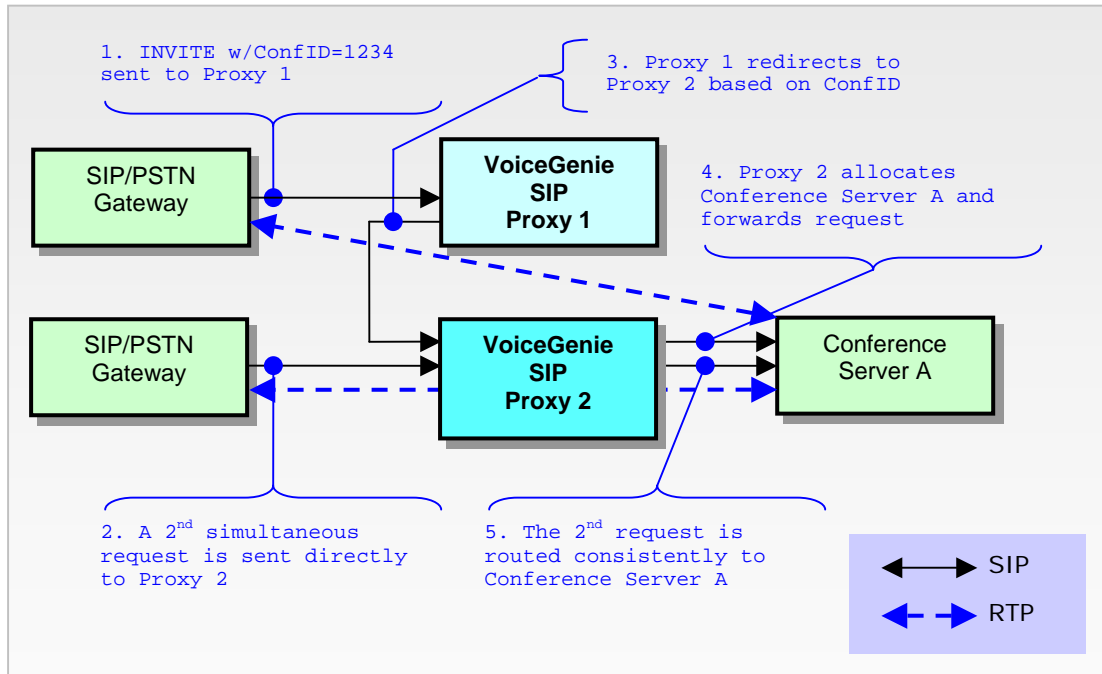 1. INVITE w/ConfID=1234
sent to Proxy 1
3. Proxy 1 redirects to
Proxy 2 based on ConfID
SIP/PSTN
Gateway
VoiceGenie
SIP
Proxy 1
4. Proxy 2 allocates
Conference Server A and
forwards request
SIP/PSTN
Gateway
VoiceGenie
SIP
Proxy 2
Conference
Server A
2. A 2nd simultaneous
request is sent directly
to Proxy 2
5. The 2nd request is
routed consistently to
Conference Server A
SIP
RTP